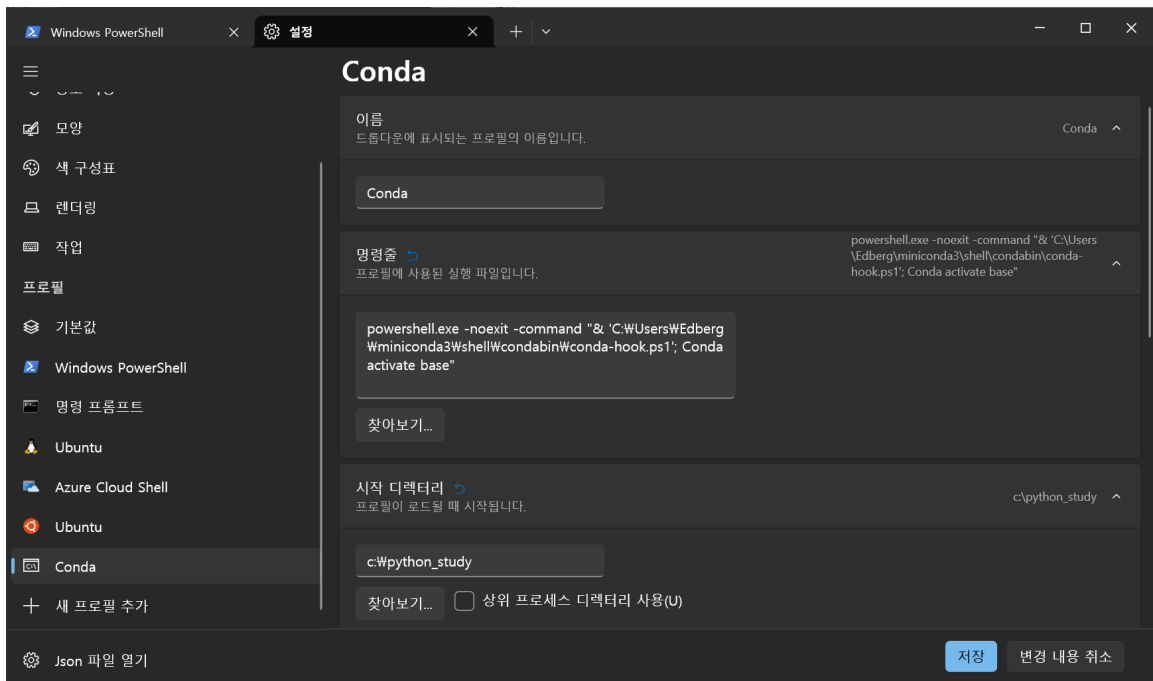 Windows PowerShell
설정
Conda
모양
색 구성표
렌더링
작업
프로필
기본값
Windows PowerShell
명령 프롬프트
Ubuntu
Azure Cloud Shell
Ubuntu
Conda
새 프로필 추가
Json 파일 열기
이름
드롭다운에 표시되는 프로필의 이름입니다.
Conda
Conda
명령줄
프로필에 사용된 실행 파일입니다.
powershell.exe -noexit -command "& 'C:\Users
\Edberg\miniconda3\shell\condabin\conda-
hook.ps1'; Conda activate base"
powershell.exe -noexit -command "& 'C:₩Users₩Edberg
₩miniconda3₩shell₩condabin₩conda-hook.ps1'; Conda
activate base"
찾아보기...
시작 디렉터리
프로필이 로드될 때 시작됩니다.
c:\python_study
c:₩python_study
찾아보기...
상위 프로세스 디렉터리 사용(U)
저장
변경 내용 취소